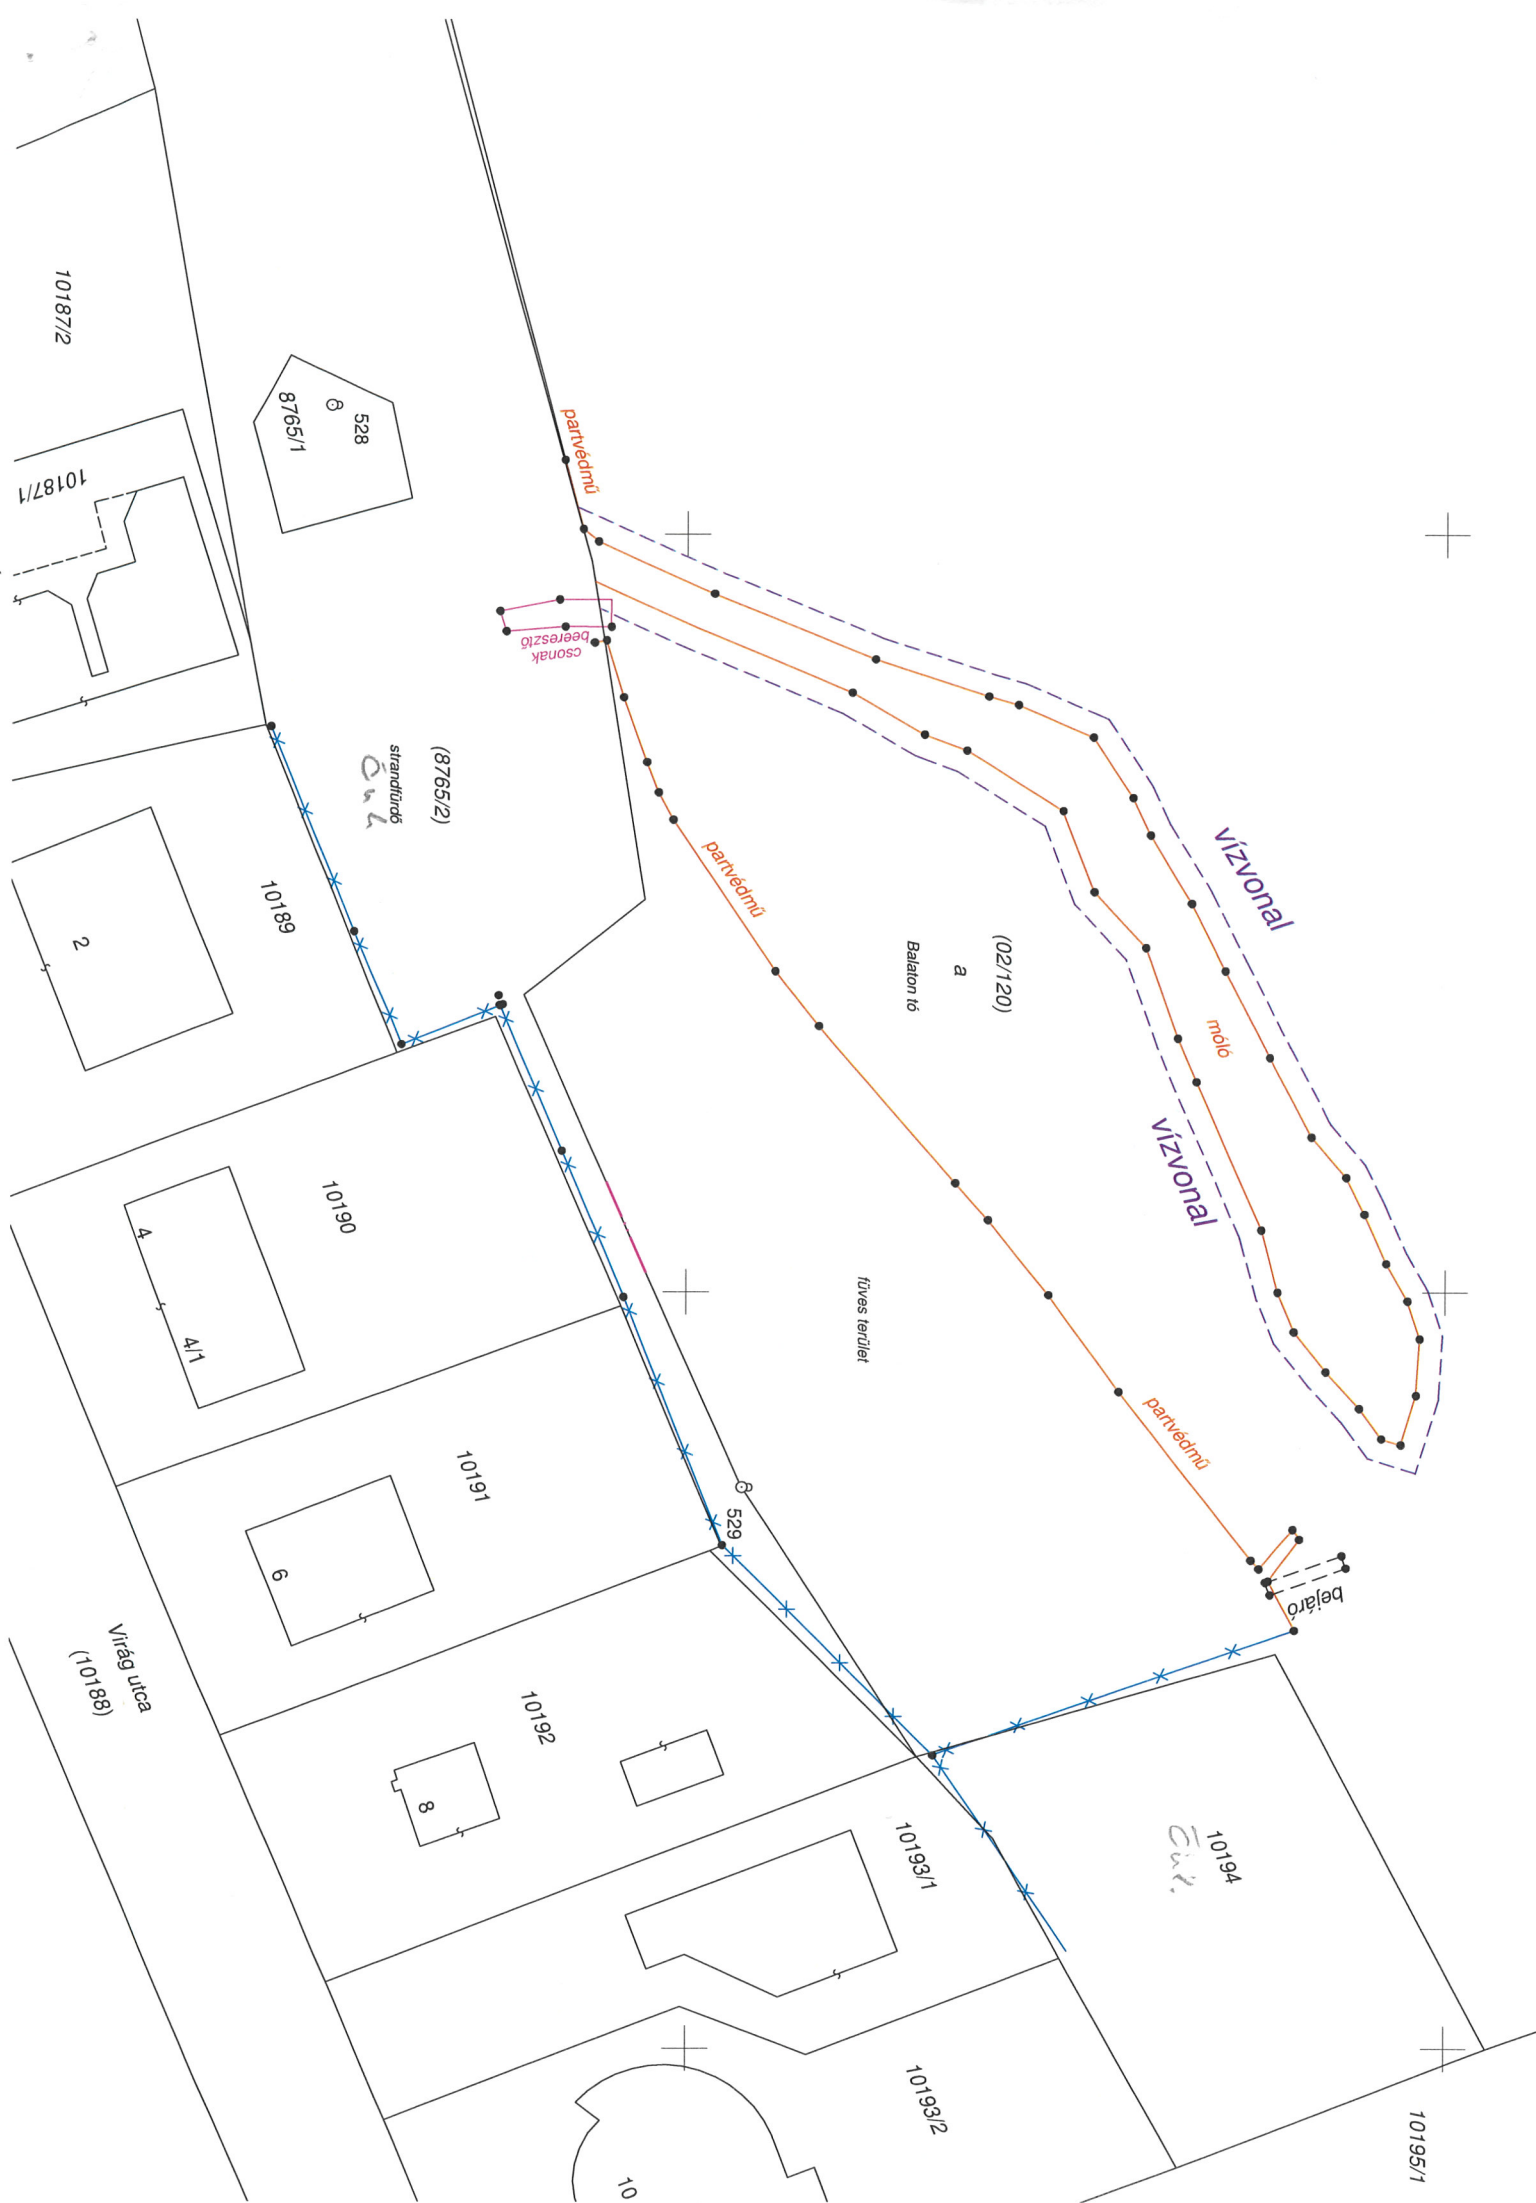 10187/2
10187/1
8765/1
528
partvédmű
csonak
beeresztő
(8765/2)
strandfürdő
10189
2
partvédmű
(02/120)
a
Balaton tó
vízvonal
móló
vízvonal
10190
4
4/1
füves terület
partvédmű
10191
6
529
bejáró
Virág utca
(10188)
10192
8
10193/1
10194
10193/2
10
10195/1